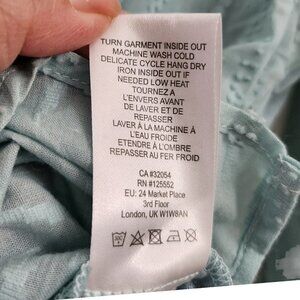 TURN GARMENT INSIDE OUT
MACHINE WASH COLD
DELICATE CYCLE HANG DRY
IRON INSIDE OUT IF
NEEDED LOW HEAT
TOURNEZ A
L'ENVERS AVANT
DE LAVER ET DE
REPASSER
LAVER À LA MACHINE À
L'EAU FROIDE
ETENDRE À L'OMBRE
REPASSER AU FER FROID
CA #32054
RN #125552
EU: 24 Market Place
3rd Floor
London, UK W1W8AN